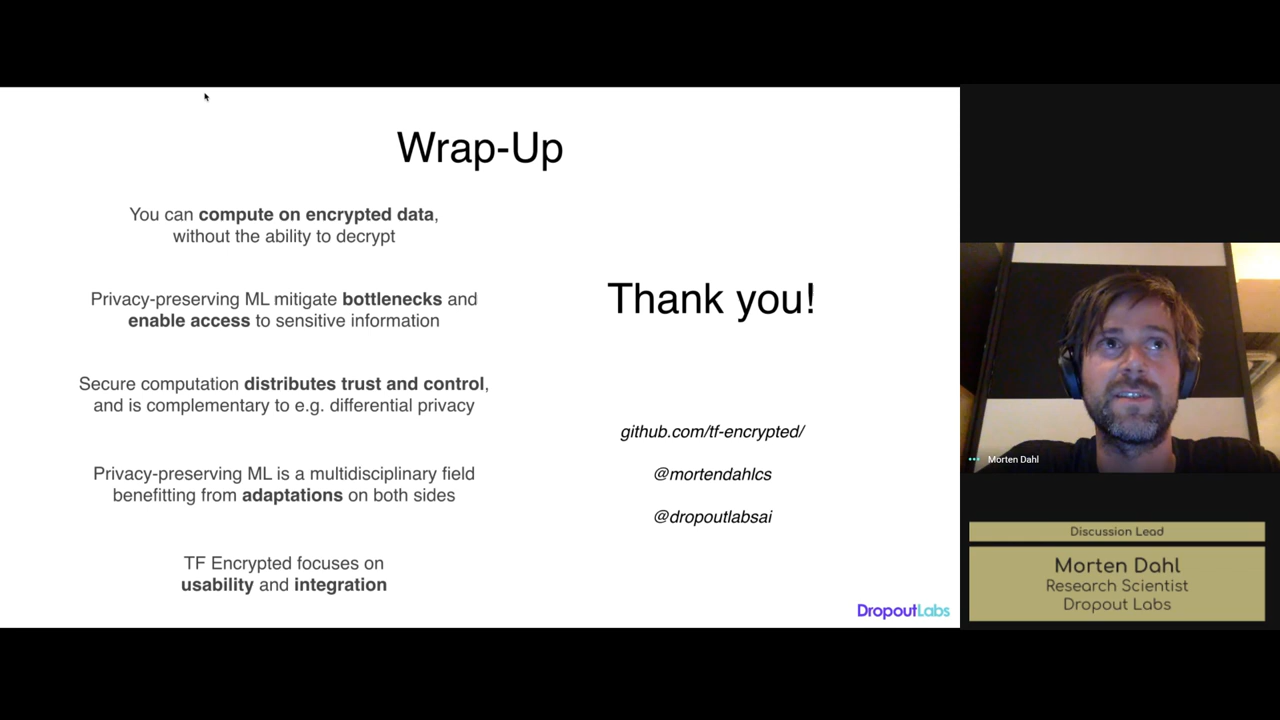 Wrap-Up
You can compute on encrypted data,
without the ability to decrypt
Privacy-preserving ML mitigate bottlenecks and
enable access to sensitive information
Secure computation distributes trust and control,
and is complementary to e.g. differential privacy
Privacy-preserving ML is a multidisciplinary field
benefitting from adaptations on both sides
TF Encrypted focuses on
usability and integration
Thank you!
github.com/tf-encrypted/
@mortendahlcs
@dropoutlabsai
DropoutLabs
Morten Dahl
Discussion Lead
Morten Dahl
Research Scientist
Dropout Labs